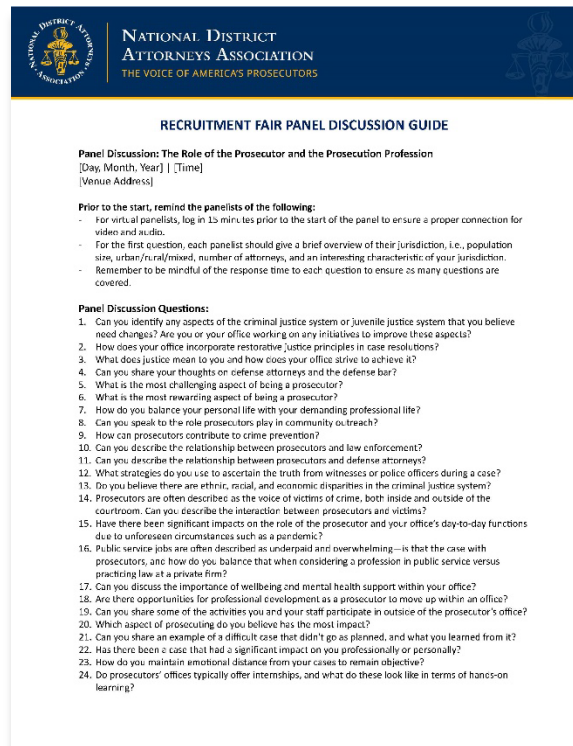 NATIONAL DISTRICT
ATTORNEYS ASSOCIATION
THE VOICE OF AMERICA'S PROSECUTORS
NATIONAL DISTRICT ATTORNEYS ASSOCIATION
RECRUITMENT FAIR PANEL DISCUSSION GUIDE
Panel Discussion: The Role of the Prosecutor and the Prosecution Profession
[Day, Month, Year] | [Time]
[Venue Address]
Prior to the start, remind the panelists of the following:
- For virtual panelists, log in 15 minutes prior to the start of the panel to ensure a proper connection for
video and audio.
- For the first question, each panelist should give a brief overview of their jurisdiction, i.e., population
size, urban/rural/mixed, number of attorneys, and an interesting characteristic of your jurisdiction.
- Remember to be mindful of the response time to each question to ensure as many questions are
covered.
Panel Discussion Questions:
1. Can you identify any aspects of the criminal justice system or juvenile justice system that you believe
need changes? Are you or your office working on any initiatives to improve these aspects?
2. How does your office incorporate restorative justice principles in case resolutions?
3. What does justice mean to you and how does your office strive to achieve it?
4. Can you share your thoughts on defense attorneys and the defense bar?
5. What is the most challenging aspect of being a prosecutor?
6. What is the most rewarding aspect of being a prosecutor?
7. How do you balance your personal life with your demanding professional life?
8. Can you speak to the role prosecutors play in community outreach?
9. How can prosecutors contribute to crime prevention?
10. Can you describe the relationship between prosecutors and law enforcement?
11. Can you describe the relationship between prosecutors and defense attorneys?
12. What strategies do you use to ascertain the truth from witnesses or police officers during a case?
13. Do you believe there are ethnic, racial, and economic disparities in the criminal justice system?
14. Prosecutors are often described as the voice of victims of crime, both inside and outside of the
courtroom. Can you describe the interaction between prosecutors and victims?
15. Have there been significant impacts on the role of the prosecutor and your office's day-to-day functions
due to unforeseen circumstances such as a pandemic?
16. Public service jobs are often described as underpaid and overwhelming—is that the case with
prosecutors, and how do you balance that when considering a profession in public service versus
practicing law at a private firm?
17. Can you discuss the importance of wellbeing and mental health support within your office?
18. Are there opportunities for professional development as a prosecutor to move up within an office?
19. Can you share some of the activities you and your staff participate in outside of the prosecutor's office?
20. Which aspect of prosecuting do you believe has the most impact?
21. Can you share an example of a difficult case that didn't go as planned, and what you learned from it?
22. Has there been a case that had a significant impact on you professionally or personally?
23. How do you maintain emotional distance from your cases to remain objective?
24. Do prosecutors' offices typically offer internships, and what do these look like in terms of hands-on
learning?